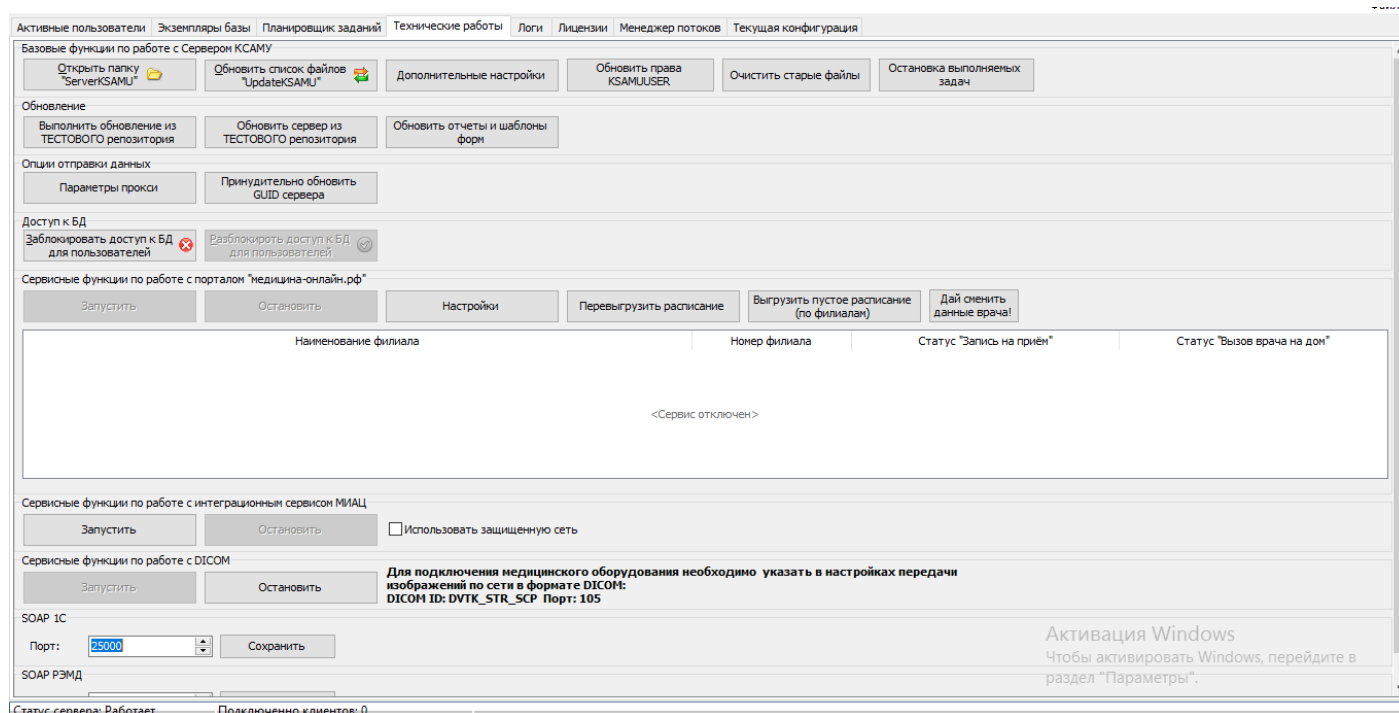 Активные пользователи Экземпляры базы Планировщик заданий Технические работы Логи Лицензии Менеджер потоков Текущая конфигурация
Базовые функции по работе с Сервером КСАМУ
Открыть папку "ServerKSAMU"
Обновить список файлов "UpdateKSAMU"
Дополнительные настройки
Обновить права KSAMUUSER
Очистить старые файлы
Остановка выполняемых задач
Обновление
Выполнить обновление из ТЕСТОВОГО репозитория
Обновить сервер из ТЕСТОВОГО репозитория
Обновить отчеты и шаблоны форм
Опции отправки данных
Параметры прокси
Принудительно обновить GUID сервера
Доступ к БД
Заблокировать доступ к БД для пользователей
Разблокироть доступ к БД для пользователей
Сервисные функции по работе с порталом "медицина-онлайн.рф"
Запустить
Остановить
Настройки
Перевыгрузить расписание
Выгрузить пустое расписание (по филиалам)
Дай сменить данные врача!
Наименование филиала Номер филиала Статус "Запись на приём" Статус "Вызов врача на дом"
<Сервис отключен>
Сервисные функции по работе с интеграционным сервисом МИАЦ
Запустить
Остановить
Использовать защищенную сеть
Сервисные функции по работе с DICOM
Запустить
Остановить
Для подключения медицинского оборудования необходимо указать в настройках передачи
изображений по сети в формате DICOM:
DICOM ID: DVTK_STR_SCP Порт: 105
SOAP 1C
Порт: 25000 Сохранить
SOAP РЭМД
Активация Windows
Чтобы активировать Windows, перейдите в
раздел "Параметры".
Статус сервера: Работает Подключенно клиентов: 0